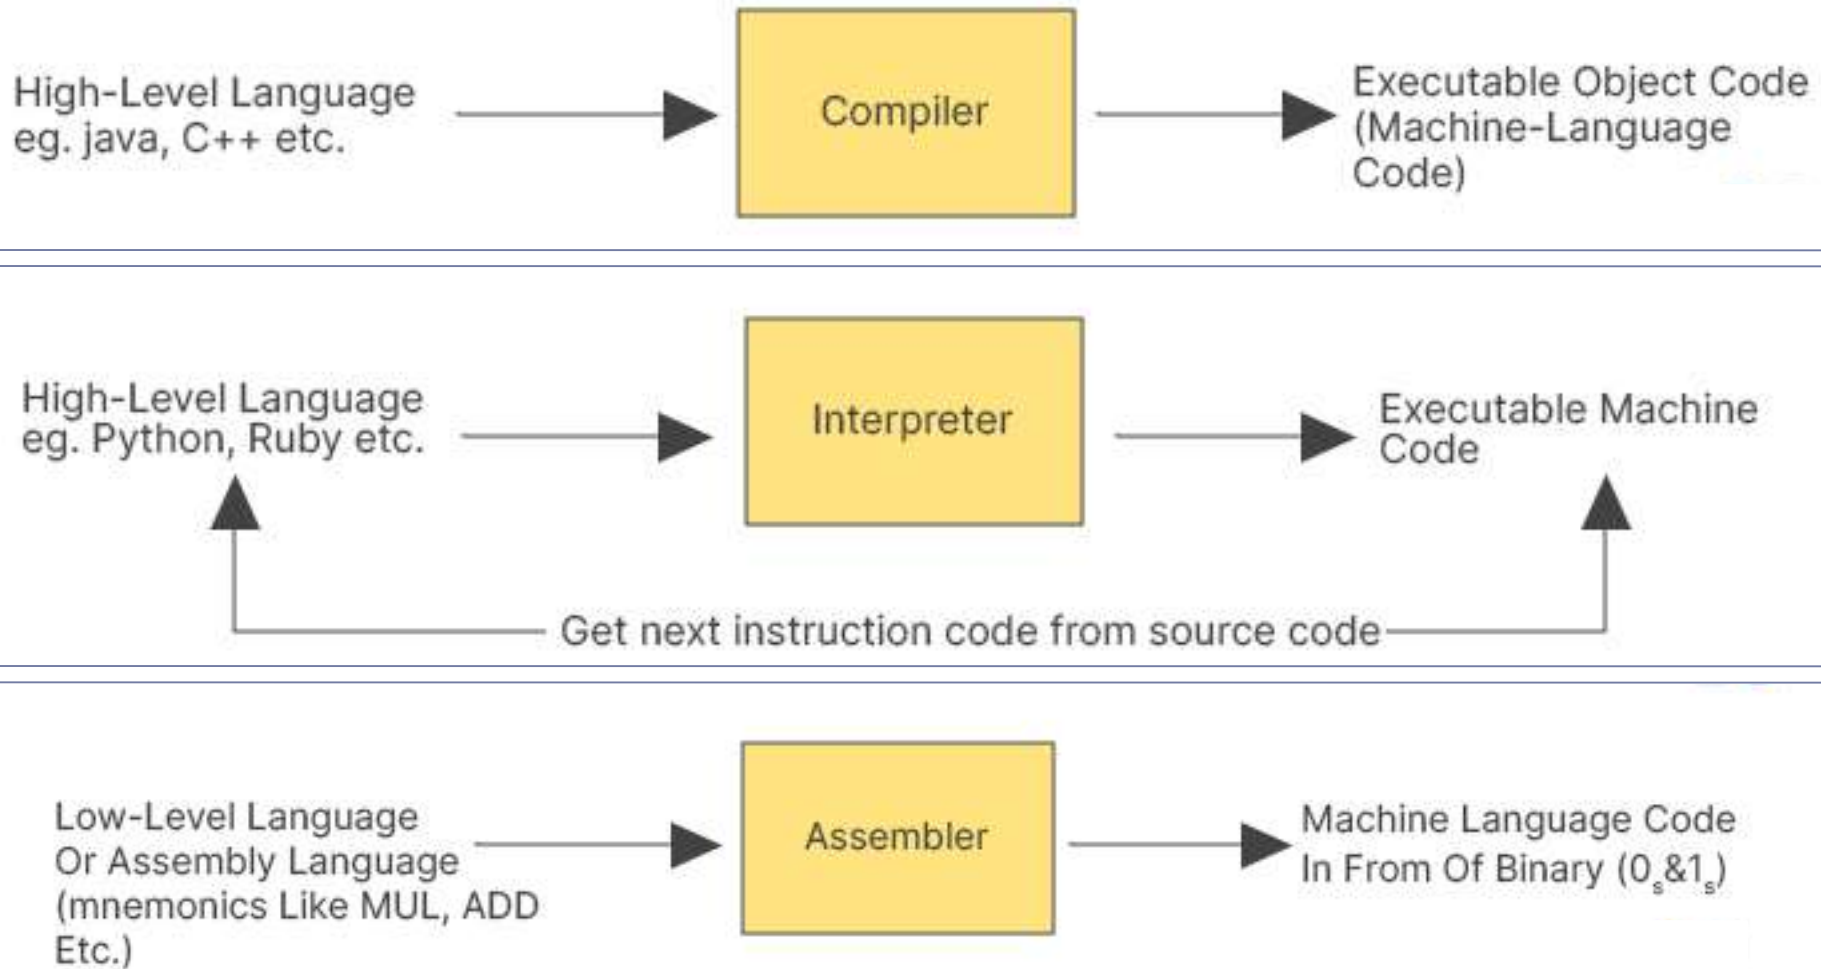 High-Level Language
eg. java, C++ etc.
Compiler
Executable Object Code
(Machine-Language
Code)
High-Level Language
eg. Python, Ruby etc.
Interpreter
Executable Machine
Code
Get next instruction code from source code
Low-Level Language
Or Assembly Language
(mnemonics Like MUL, ADD
Etc.)
Assembler
Machine Language Code
In From Of Binary (0s&1s)